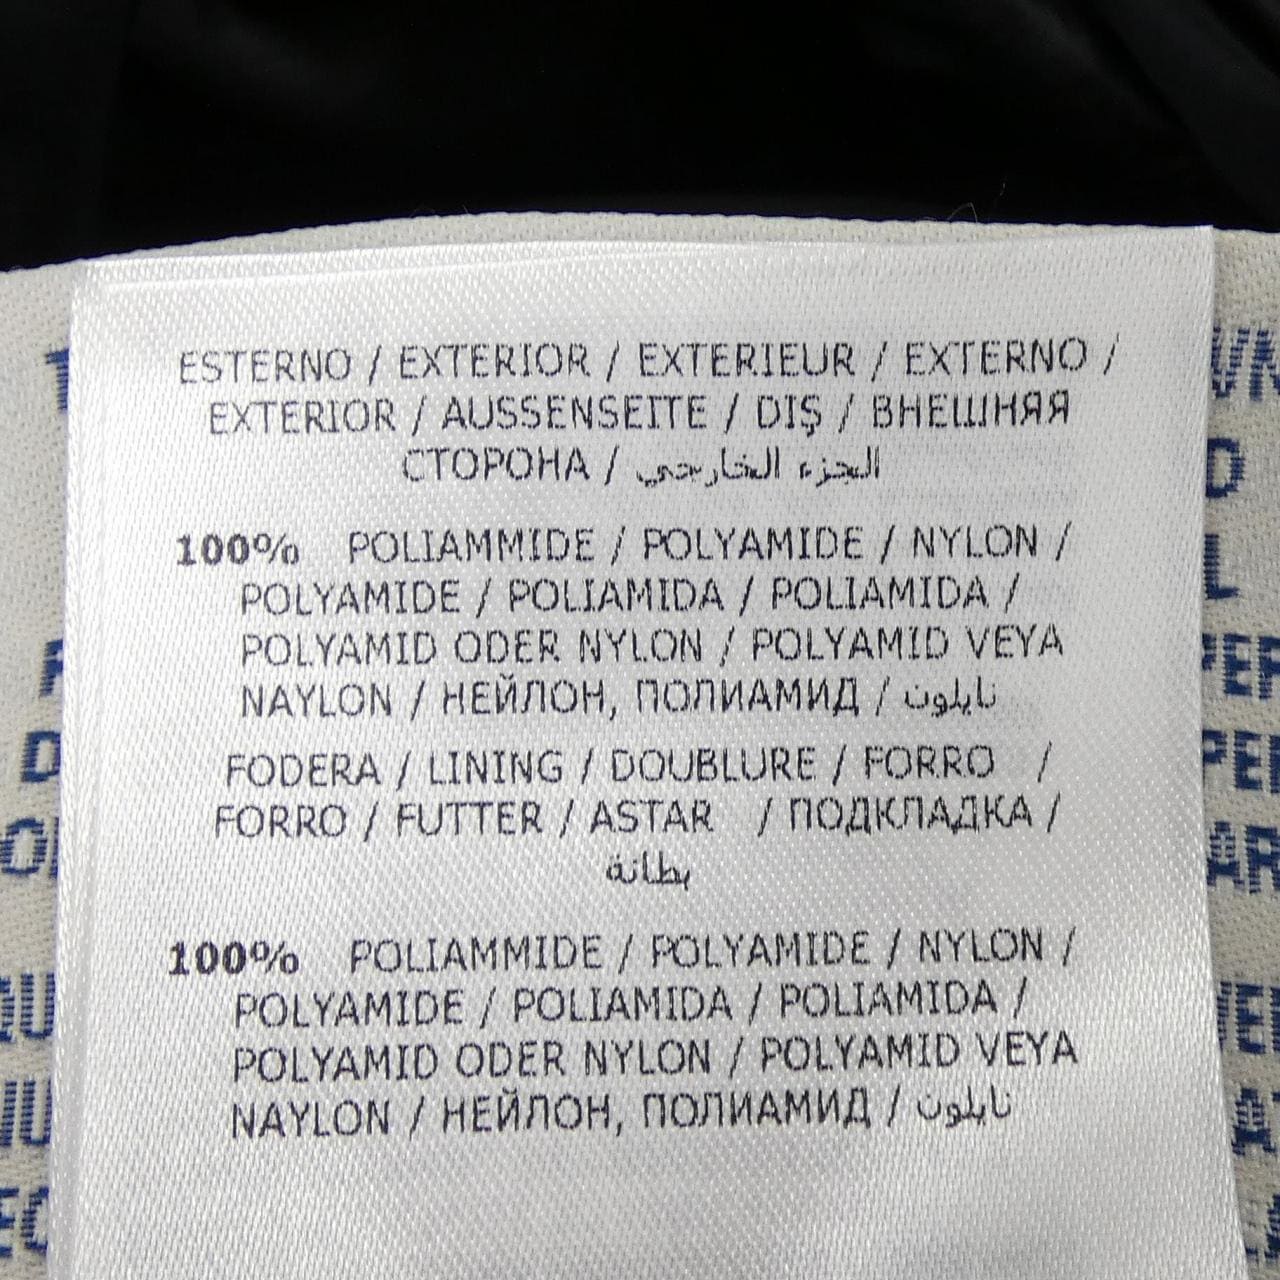 ESTERNO / EXTERIOR / EXTERIEUR / EXTERNO /
EXTERIOR / AUSSENSEITE / DIŞ / ВНЕШНЯЯ
СТОРОНА / الجزء الخارجي
100% POLIAMMIDE / POLYAMIDE / NYLON /
POLYAMIDE / POLIAMIDA / POLIAMIDA /
POLYAMID ODER NYLON / POLYAMID VEYA
NAYLON / НЕЙЛОН, ПОЛИАМИД / نايلون
FODERA / LINING / DOUBLURE / FORRO /
FORRO / FUTTER / ASTAR / ПОДКЛАДКА /
بطانة
100% POLIAMMIDE / POLYAMIDE / NYLON /
POLYAMIDE / POLIAMIDA / POLIAMIDA /
POLYAMID ODER NYLON / POLYAMID VEYA
NAYLON / НЕЙЛОН, ПОЛИАМИД / نايلون